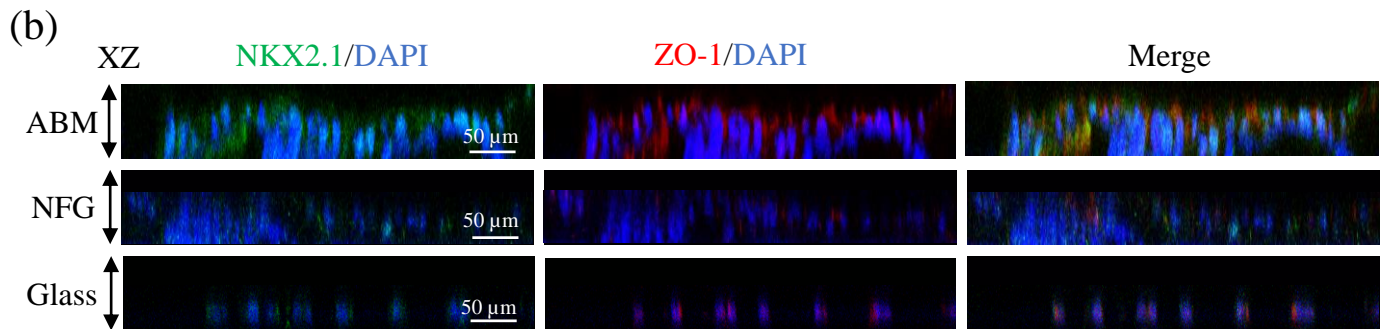 (b)
XZ NKX2.1/DAPI ZO-1/DAPI Merge
ABM
50 µm
NFG
50 µm
Glass
50 µm